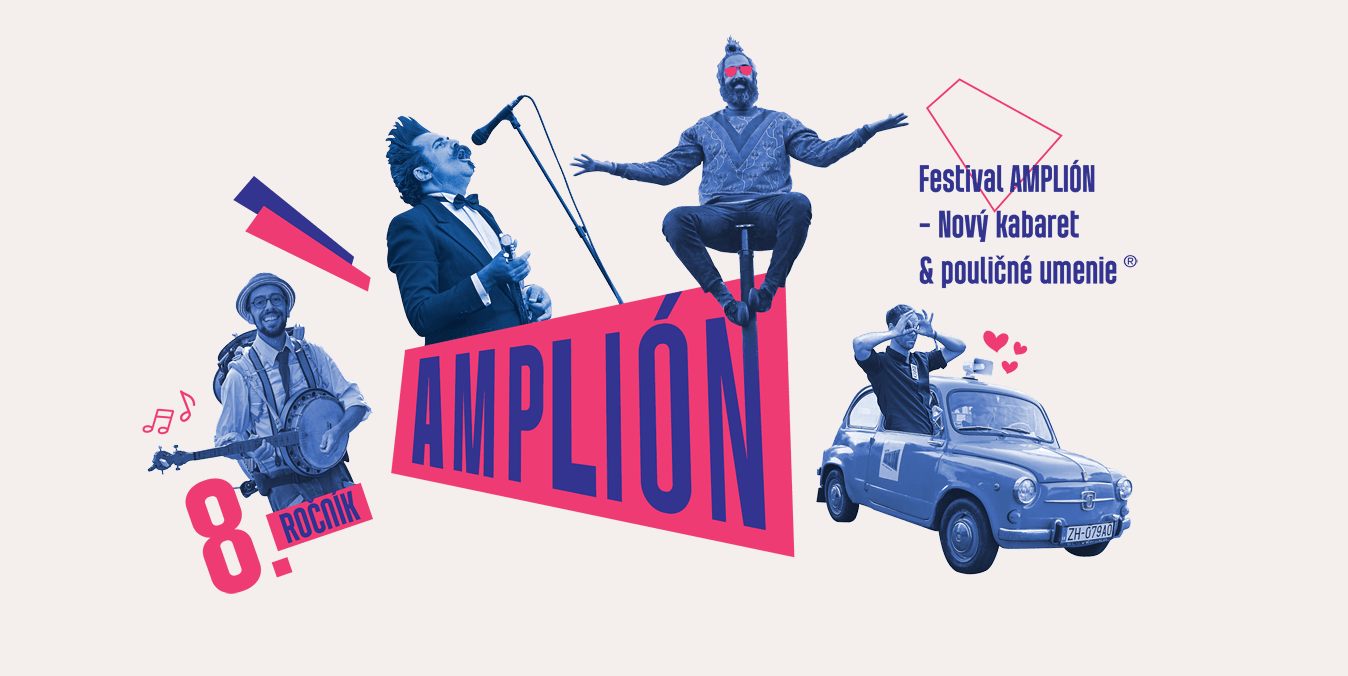 Festival AMPLIÓN
– Nový kabaret
& pouličné umenie ®
AMPLIÓN
8. ROČNÍK
ZH-079AO